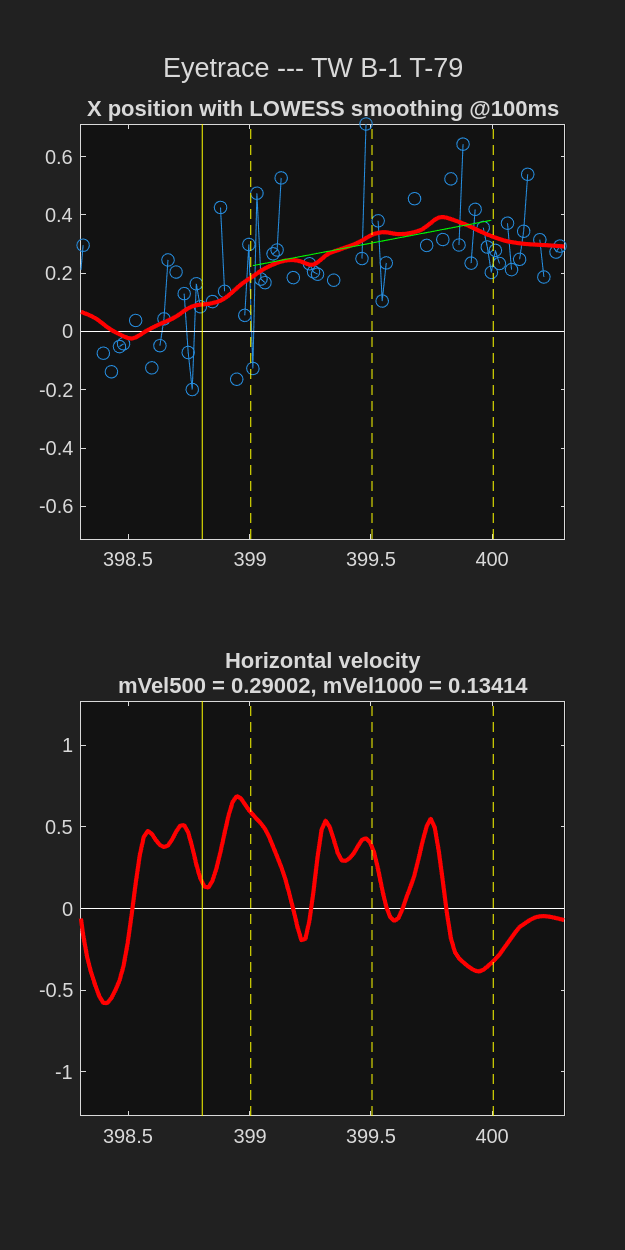 Eyetrace --- TW B-1 T-79
X position with LOWESS smoothing @100ms
0.6
0.4
0.2
0
-0.2
-0.4
-0.6
398.5 399 399.5 400
Horizontal velocity
mVel500 = 0.29002, mVel1000 = 0.13414
1
0.5
0
-0.5
-1
398.5 399 399.5 400